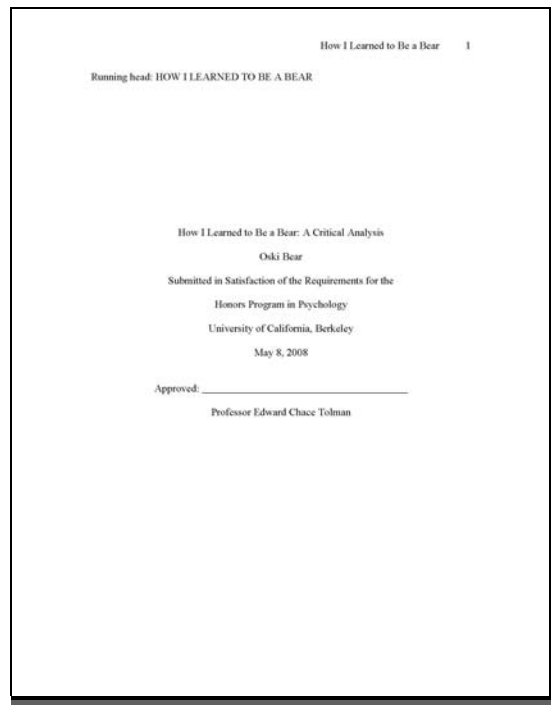 How I Learned to Be a Bear 1
Running head: HOW I LEARNED TO BE A BEAR
How I Learned to Be a Bear: A Critical Analysis
Oski Bear
Submitted in Satisfaction of the Requirements for the
Honors Program in Psychology
University of California, Berkeley
May 8, 2008
Approved: ______________________________
Professor Edward Chace Tolman